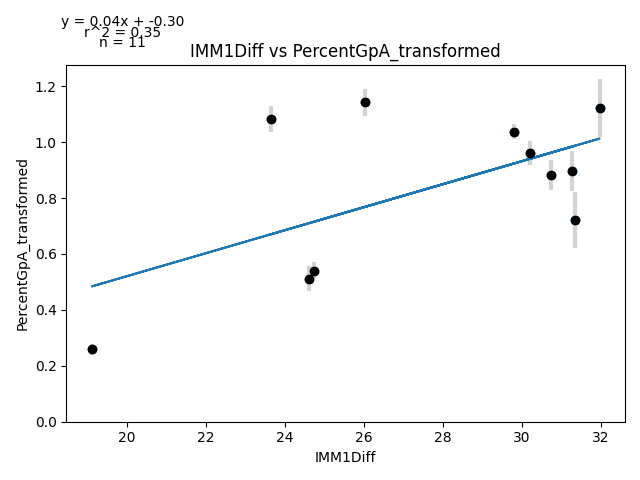 y = 0.04x + -0.30
r^2 = 0.35
n = 11
IMM1Diff vs PercentGpA_transformed
PercentGpA_transformed
1.2
1.0
0.8
0.6
0.4
0.2
0.0
20 22 24 26 28 30 32
IMM1Diff